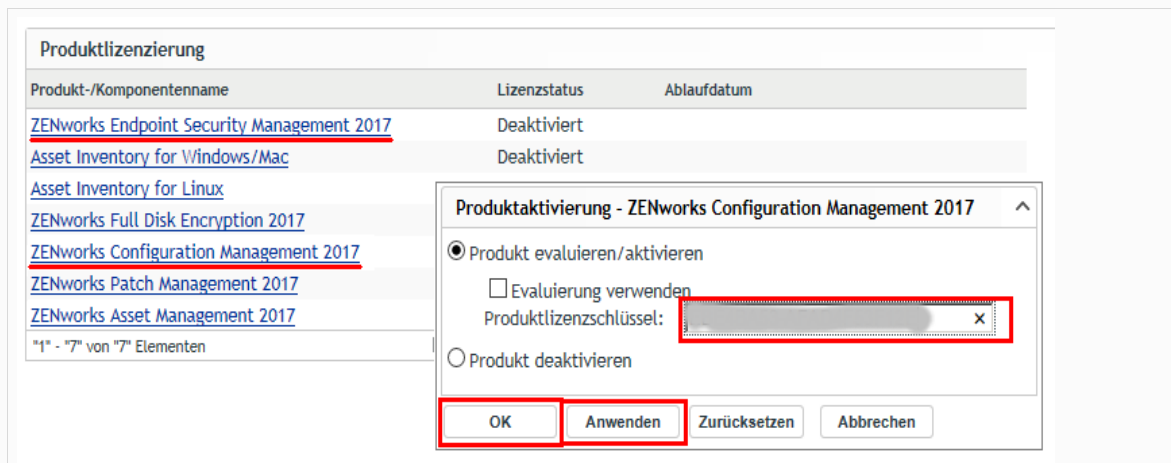 Produktlizenzierung
Produkt-/Komponentenname Lizenzstatus Ablaufdatum
ZENworks Endpoint Security Management 2017 Deaktiviert
Asset Inventory for Windows/Mac Deaktiviert
Asset Inventory for Linux
ZENworks Full Disk Encryption 2017
ZENworks Configuration Management 2017
ZENworks Patch Management 2017
ZENworks Asset Management 2017
"1" - "7" von "7" Elementen
Produktaktivierung - ZENworks Configuration Management 2017
Produkt evaluieren/aktivieren
Evaluierung verwenden
Produktlizenzschlüssel:
Produkt deaktivieren
OK Anwenden Zurücksetzen Abbrechen